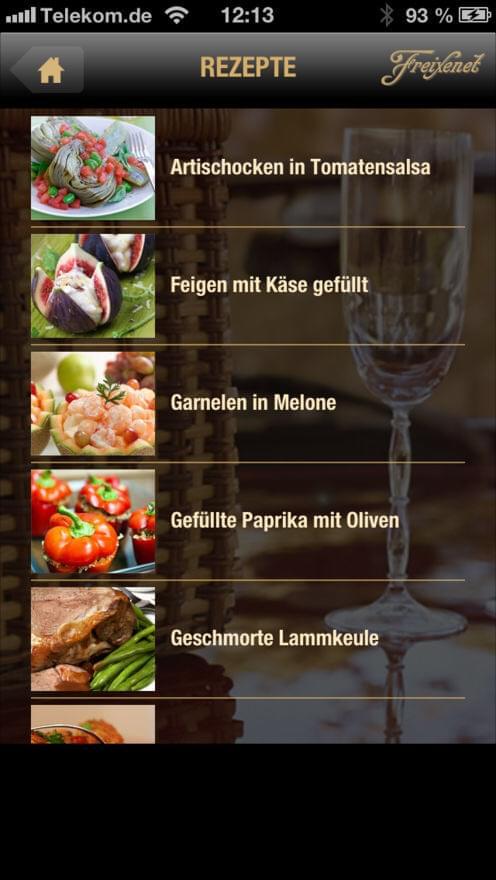 Telekom.de 12:13 93 %
REZEPTE Freixenet
Artischocken in Tomatensalsa
Feigen mit Käse gefüllt
Garnelen in Melone
Gefüllte Paprika mit Oliven
Geschmorte Lammkeule